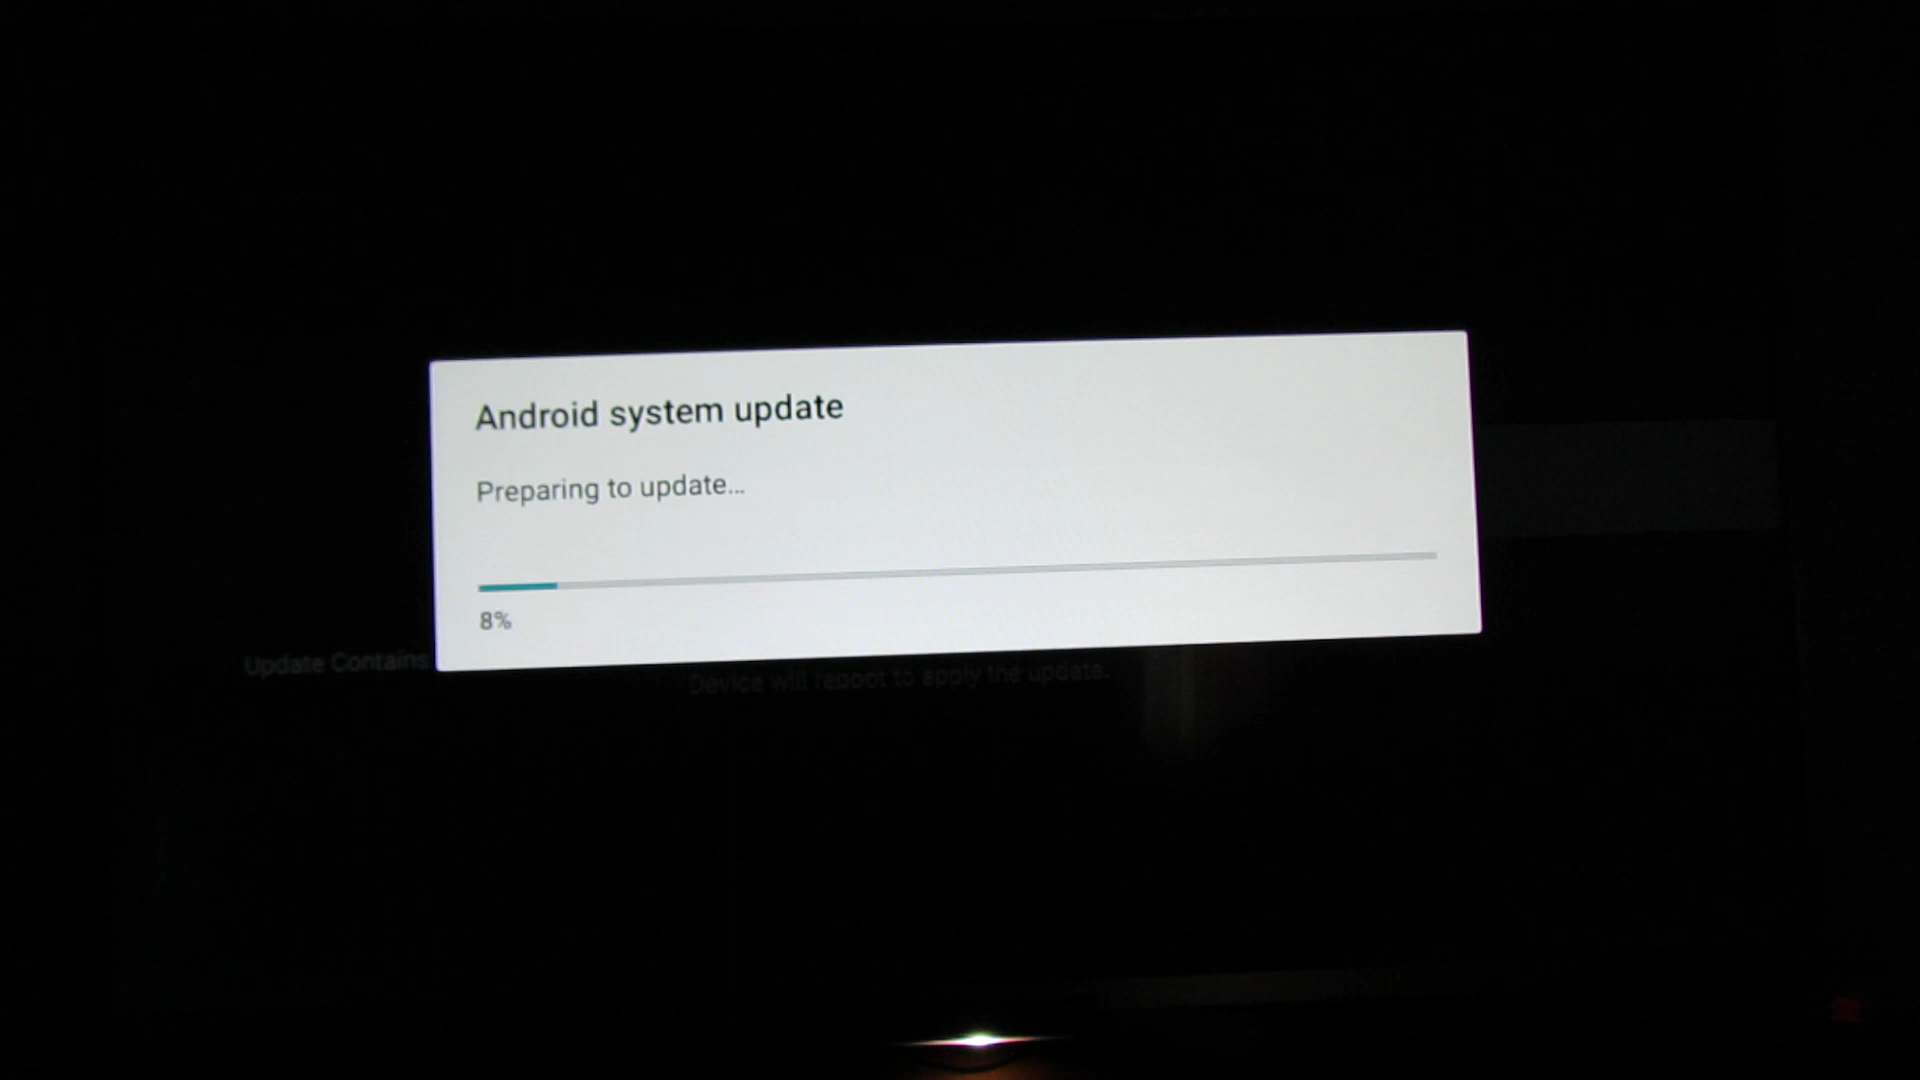 Android system update
Preparing to update...
8%
Update Contains
Device will reboot to apply the update.